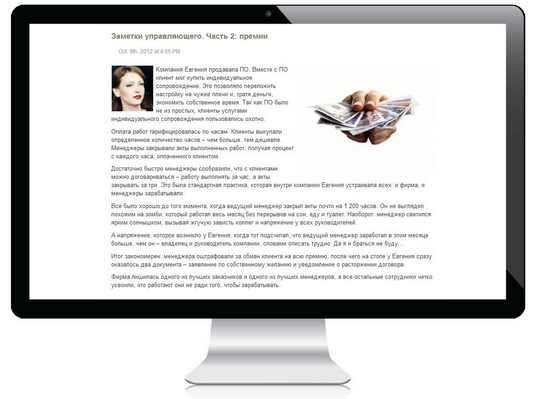 Заметки управляющего. Часть 2: премии
Oct. 8th, 2012 at 4:05 PM
Компания Евгения продавала ПО. Вместе с ПО
клиент мог купить индивидуальное
сопровождение. Это позволяло переложить
настройку на чужие плечи и, тратя деньги,
экономить собственное время. Так как ПО было
не из простых, клиенты услугами
индивидуального сопровождения пользовались охотно.
Оплата работ тарифицировалась по часам. Клиенты выкупали
определенное количество часов – чем больше, тем дешевле.
Менеджеры закрывали акты выполненных работ, получая процент
с каждого часа, оплаченного клиентом.
Достаточно быстро менеджеры сообразили, что с клиентами
можно договариваться – работу выполнять за час, а акты
закрывать за три. Это была стандартная практика, которая внутри компании Евгения устраивала всех: и фирма, и
менеджеры зарабатывали.
Все было хорошо до того момента, когда ведущий менеджер закрыл акты почти на 1 200 часов. Он не выглядел
похожим на зомби, который работал весь месяц без перерывов на сон, еду и туалет. Наоборот: менеджер светился
ярким солнышком, вызывая жгучую зависть коллег и напряжение у всех руководителей.
А напряжение, которое возникло у Евгения, когда тот подсчитал, что ведущий менеджер заработал в этом месяце
больше, чем он – владелец и руководитель компании, словами описать трудно. Да я и браться не буду…
Итог закономерен: менеджера оштрафовали за обман клиента на всю премию, после чего на столе у Евгения сразу
оказалось два документа – заявление по собственному желанию и уведомление о расторжении договора.
Фирма лишилась одного из лучших заказчиков и одного из лучших менеджеров, а все остальные сотрудники четко
усвоили, что работают они не ради того, чтобы зарабатывать.